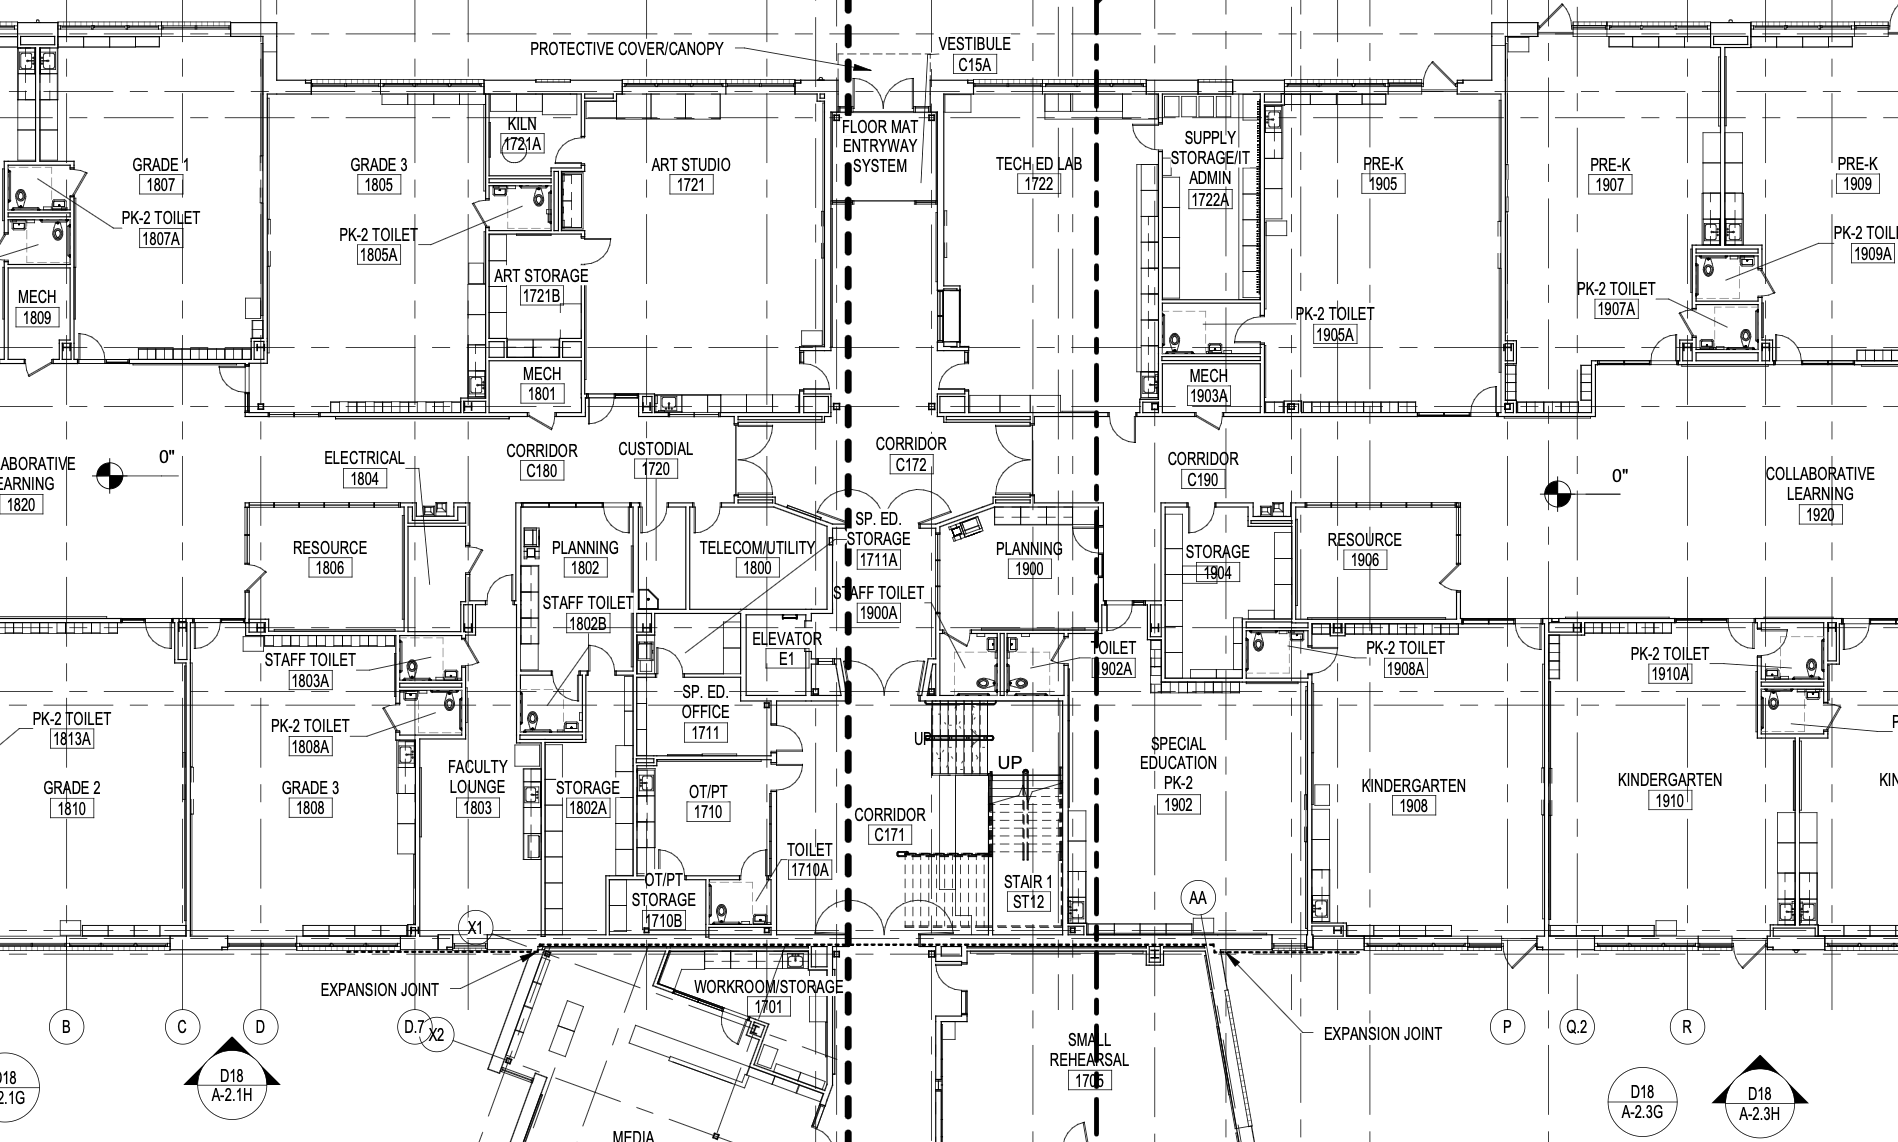 PROTECTIVE COVER/CANOPY
VESTIBULE
C15A
KILN
1721A
FLOOR MAT
ENTRYWAY
SYSTEM
SUPPLY
STORAGE/IT
ADMIN
1722A
GRADE 1
1807
GRADE 3
1805
ART STUDIO
1721
TECH ED LAB
1722
PRE-K
1905
PRE-K
1907
PRE-K
1909
PK-2 TOILET
1807A
PK-2 TOILET
1805A
PK-2 TOIL
1909A
ART STORAGE
1721B
MECH
1809
PK-2 TOILET
1907A
PK-2 TOILET
1905A
MECH
1801
MECH
1903A
ABORATIVE
EARNING
1820
0"
ELECTRICAL
1804
CORRIDOR
C180
CUSTODIAL
1720
CORRIDOR
C172
CORRIDOR
C190
0"
COLLABORATIVE
LEARNING
1920
RESOURCE
1806
PLANNING
1802
TELECOM/UTILITY
1800
SP. ED.
STORAGE
1711A
PLANNING
1900
STORAGE
1904
RESOURCE
1906
STAFF TOILET
1802B
STAFF TOILET
1900A
ELEVATOR
E1
STAFF TOILET
1803A
TOILET
1902A
PK-2 TOILET
1908A
PK-2 TOILET
1910A
PK-2 TOILET
1813A
PK-2 TOILET
1808A
SP. ED.
OFFICE
1711
UP
UP
P
SPECIAL
EDUCATION
PK-2
1902
GRADE 2
1810
GRADE 3
1808
FACULTY
LOUNGE
1803
STORAGE
1802A
OT/PT
1710
CORRIDOR
C171
KINDERGARTEN
1908
KINDERGARTEN
1910
KIN
19
TOILET
1710A
OT/PT
STORAGE
1710B
STAIR 1
ST12
AA
X1
EXPANSION JOINT
WORKROOM/STORAGE
1701
B
C
D
D.7
X2
SMALL
REHEARSAL
1705
EXPANSION JOINT
P
Q.2
R
D18
2.1G
D18
A-2.1H
D18
A-2.3G
D18
A-2.3H
MEDIA